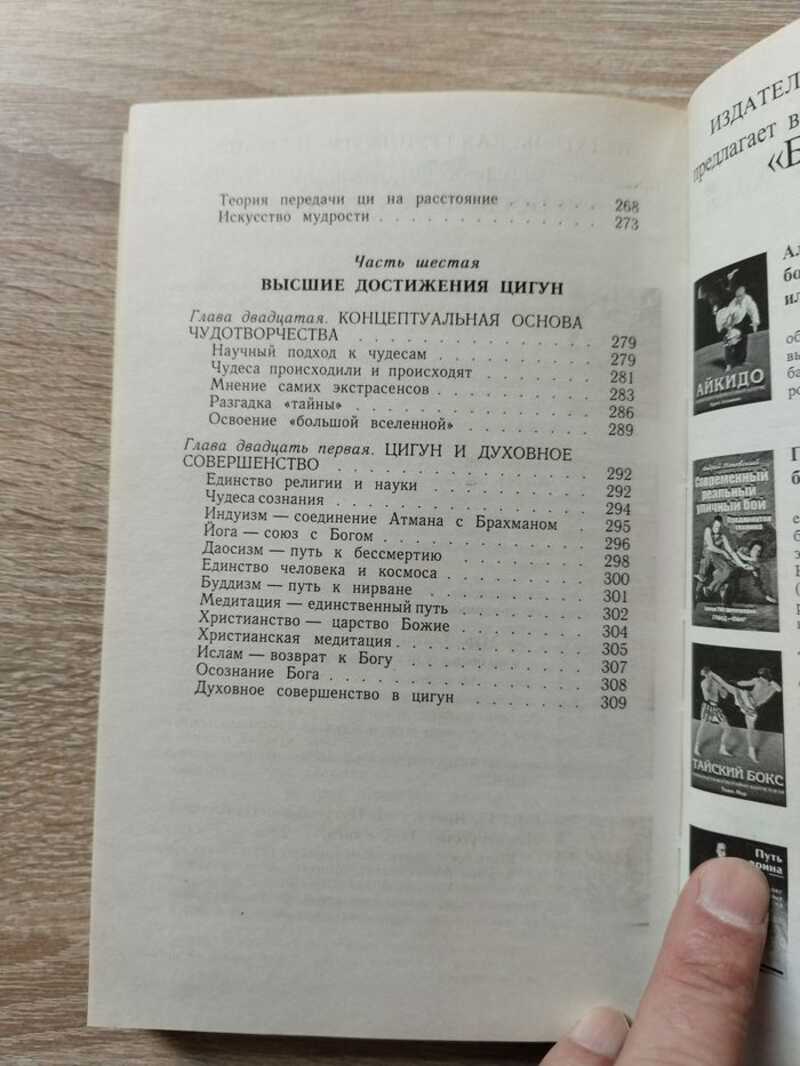 Теория передачи ци на расстояние . . . . . . . 268
Искусство мудрости . . . . . . . . . . . . . . 273
Часть шестая
ВЫСШИЕ ДОСТИЖЕНИЯ ЦИГУН
Глава двадцатая. КОНЦЕПТУАЛЬНАЯ ОСНОВА
ЧУДОТВОРЧЕСТВА . . . . . . . . . . . . . . 279
Научный подход к чудесам . . . . . . . . . . 279
Чудеса происходили и происходят . . . . . . . 281
Мнение самих экстрасенсов . . . . . . . . . . 283
Разгадка «тайны» . . . . . . . . . . . . . . 286
Освоение «большой вселенной» . . . . . . . . 289
Глава двадцать первая. ЦИГУН И ДУХОВНОЕ
СОВЕРШЕНСТВО . . . . . . . . . . . . . . . 292
Единство религии и науки . . . . . . . . . . 292
Чудеса сознания . . . . . . . . . . . . . . . 294
Индуизм — соединение Атмана с Брахманом . 295
Йога — союз с Богом . . . . . . . . . . . . . 296
Даосизм — путь к бессмертию . . . . . . . . 298
Единство человека и космоса . . . . . . . . . 300
Буддизм — путь к нирване . . . . . . . . . . 301
Медитация — единственный путь . . . . . . . . 302
Христианство — царство Божие . . . . . . . . 304
Христианская медитация . . . . . . . . . . . 305
Ислам — возврат к Богу . . . . . . . . . . . 307
Осознание Бога . . . . . . . . . . . . . . . 308
Духовное совершенство в цигун . . . . . . . 309
ИЗДАТЕЛ
предлагает в
«Б
АЙКИДО
Современный
реальный
уличный бой
ТАЙСКИЙ БОКС
Путь